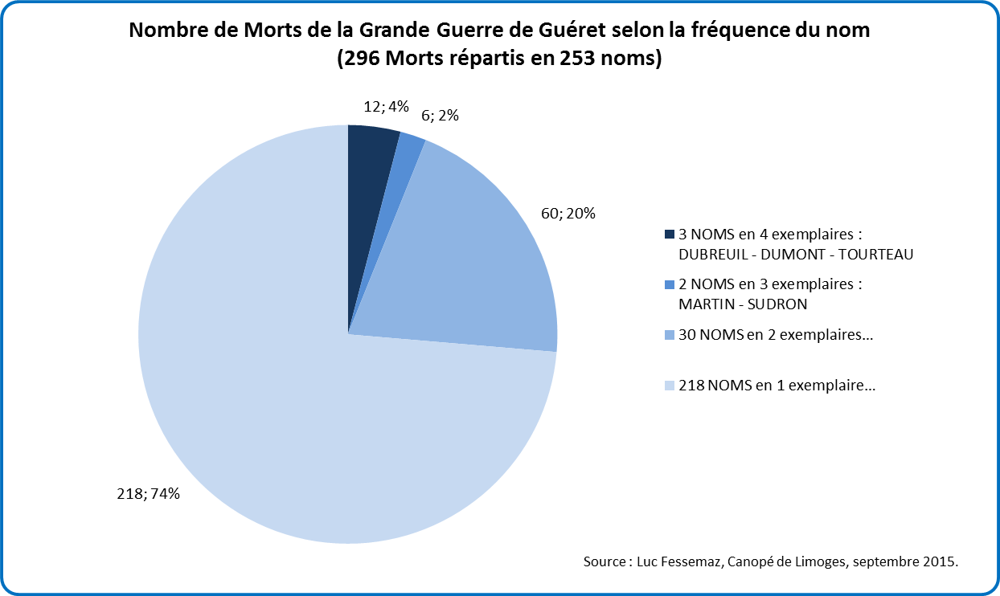 Nombre de Morts de la Grande Guerre de Guéret selon la fréquence du nom
(296 Morts répartis en 253 noms)
12; 4%
6; 2%
60; 20%
218; 74%
3 NOMS en 4 exemplaires :
DUBREUIL - DUMONT - TOURTEAU
2 NOMS en 3 exemplaires :
MARTIN - SUDRON
30 NOMS en 2 exemplaires...
218 NOMS en 1 exemplaire...
Source : Luc Fessemaz, Canopé de Limoges, septembre 2015.